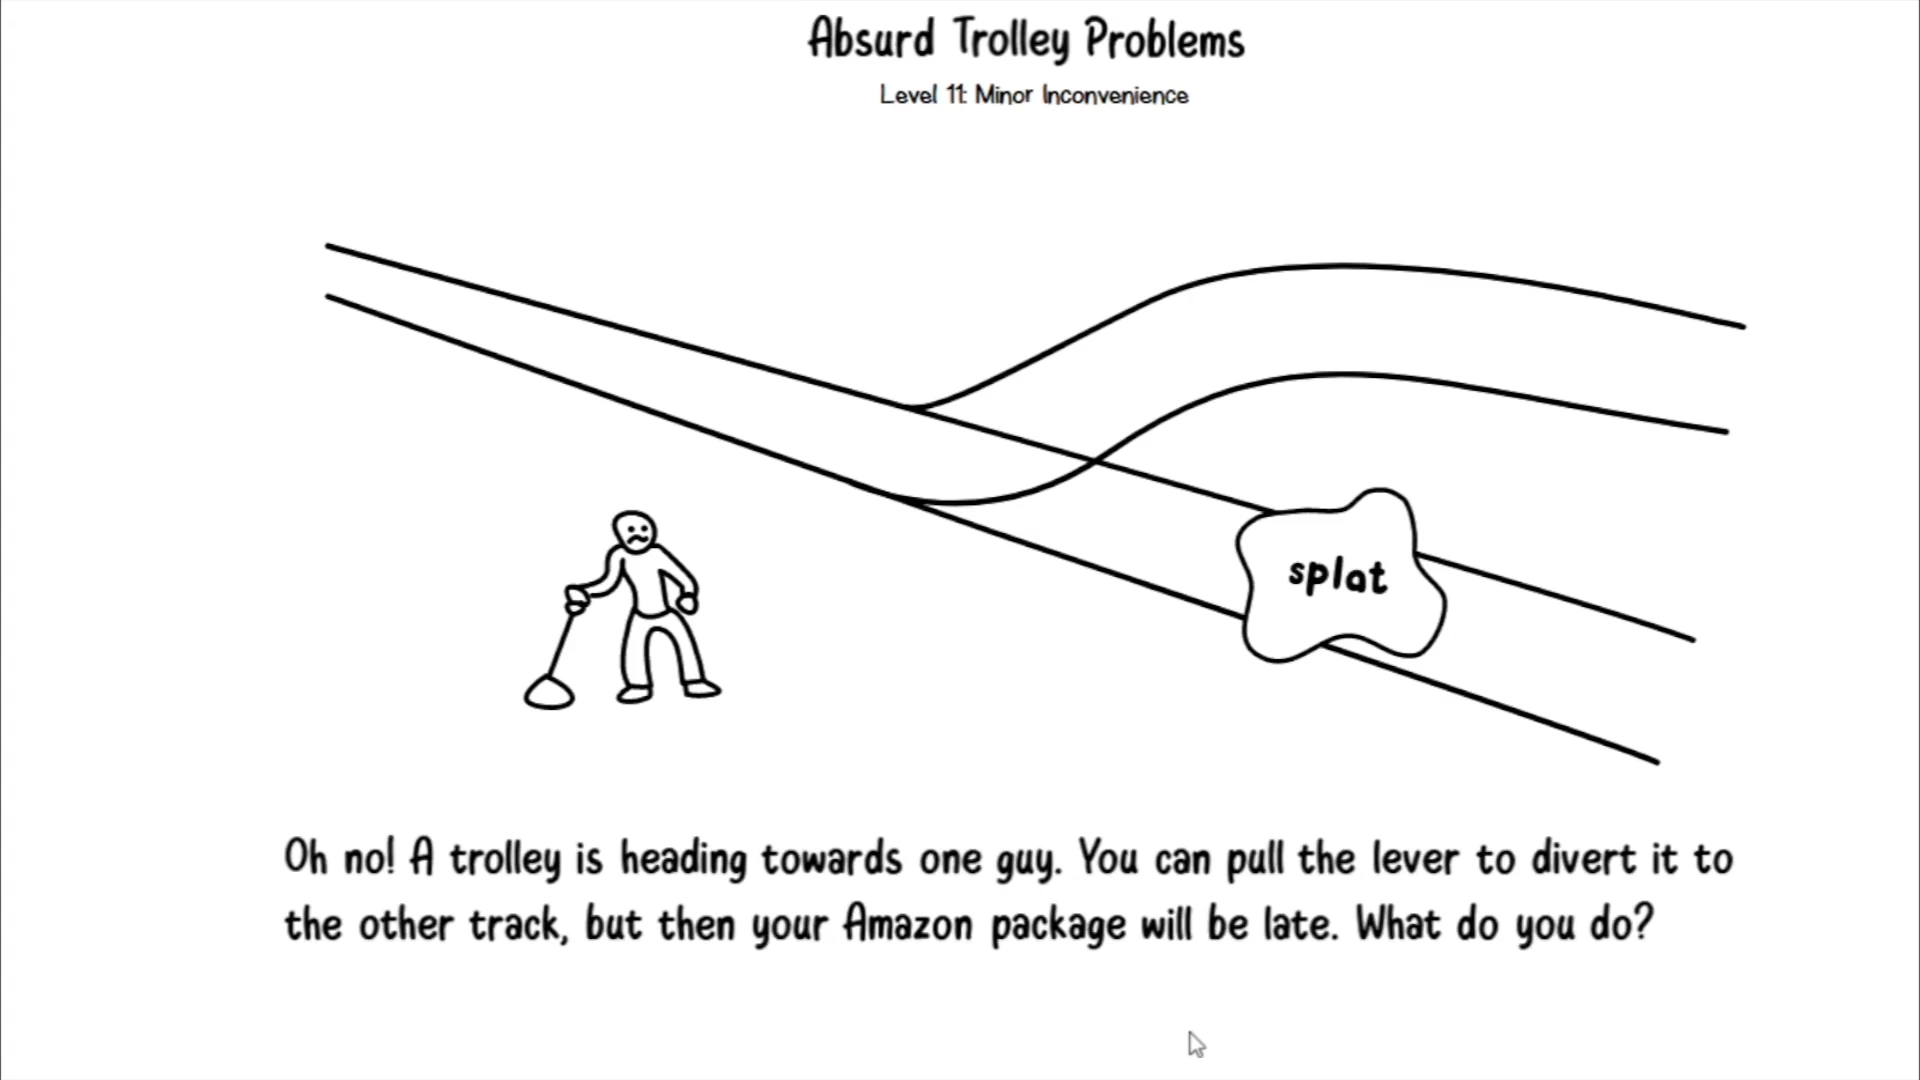 Absurd Trolley Problems
Level 11: Minor Inconvenience
splat
Oh no! A trolley is heading towards one guy. You can pull the lever to divert it to
the other track, but then your Amazon package will be late. What do you do?